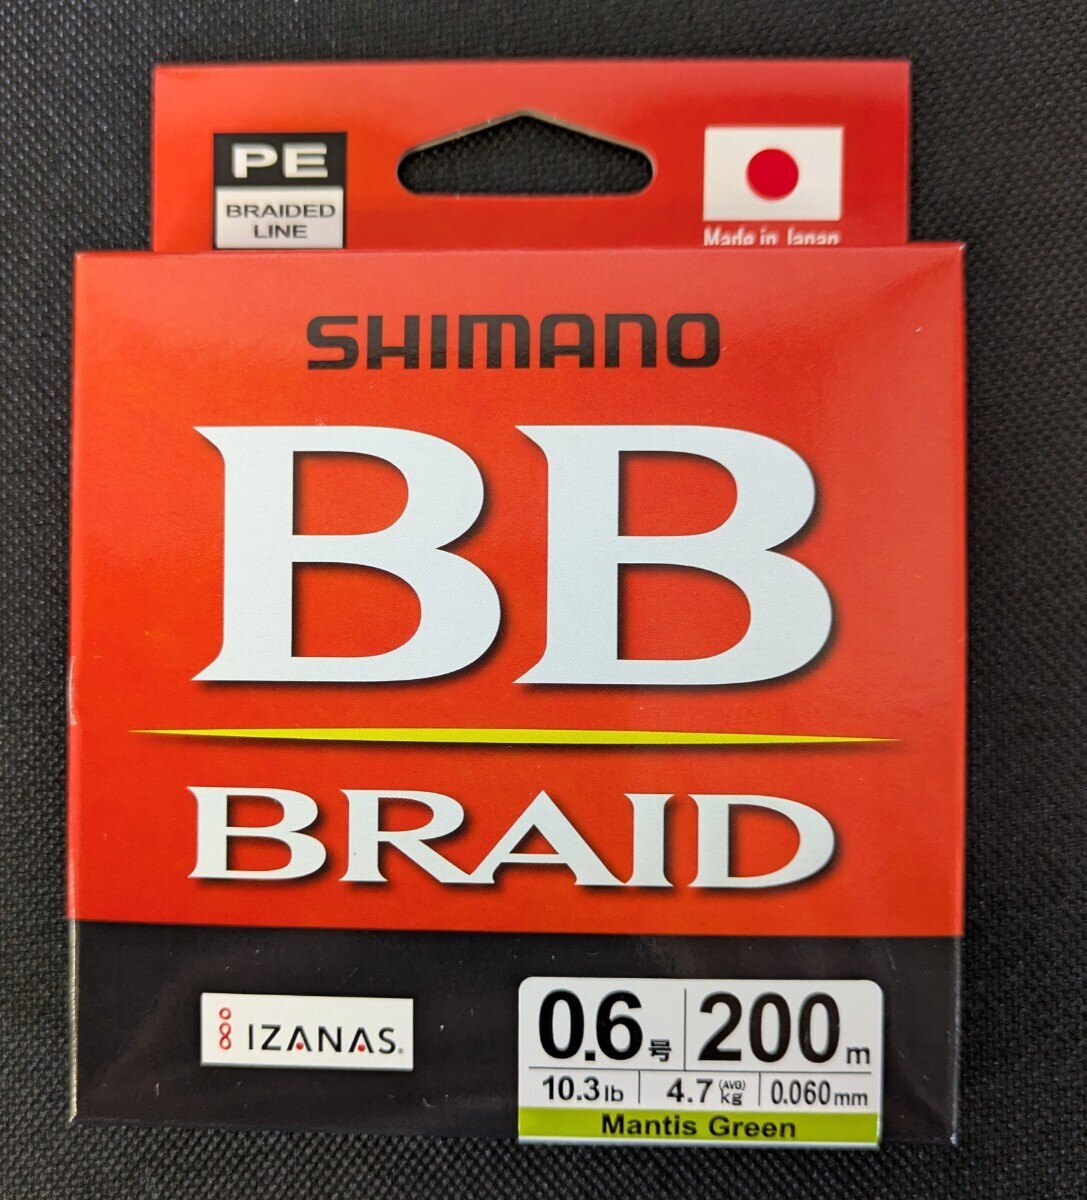 PE
BRAIDED
LINE
Made in Japan
SHIMANO
BB
BRAID
IZANAS®
0.6号 200m
10.3lb 4.7(AVG)kg 0.060mm
Mantis Green